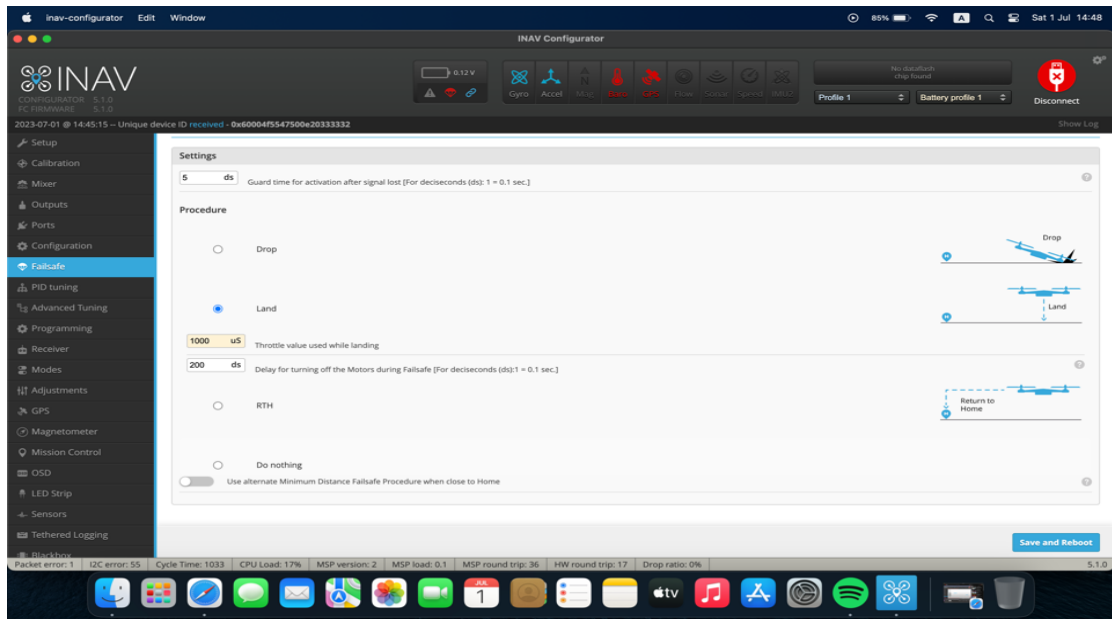 inav-configurator Edit Window 85% A Sat 1 Jul 14:48
INAV Configurator
INAV
CONFIGURATOR 5.1.0
FC FIRMWARE 5.1.0
0.12 V
Gyro Accel Mag Baro GPS Flow Sonar Speed IMU2
No dataflash
chip found
Profile 1 Battery profile 1
Disconnect
2023-07-01 @ 14:45:15 -- Unique device ID received - 0x60004f5547500e20333332 Show Log
Setup
Calibration
Mixer
Outputs
Ports
Configuration
Failsafe
PID tuning
Advanced Tuning
Programming
Receiver
Modes
Adjustments
GPS
Magnetometer
Mission Control
OSD
LED Strip
Sensors
Tethered Logging
Blackbox
Settings
5 ds Guard time for activation after signal lost [For deciseconds (ds): 1 = 0.1 sec.]
Procedure
Drop
Drop
Land
Land
1000 uS Throttle value used while landing
200 ds Delay for turning off the Motors during Failsafe [For deciseconds (ds):1 = 0.1 sec.]
RTH
Return to
Home
Do nothing
Use alternate Minimum Distance Failsafe Procedure when close to Home
Save and Reboot
Packet error: 1 I2C error: 55 Cycle Time: 1033 CPU Load: 17% MSP version: 2 MSP load: 0.1 MSP round trip: 36 HW round trip: 17 Drop ratio: 0% 5.1.0
JUL
1
tv